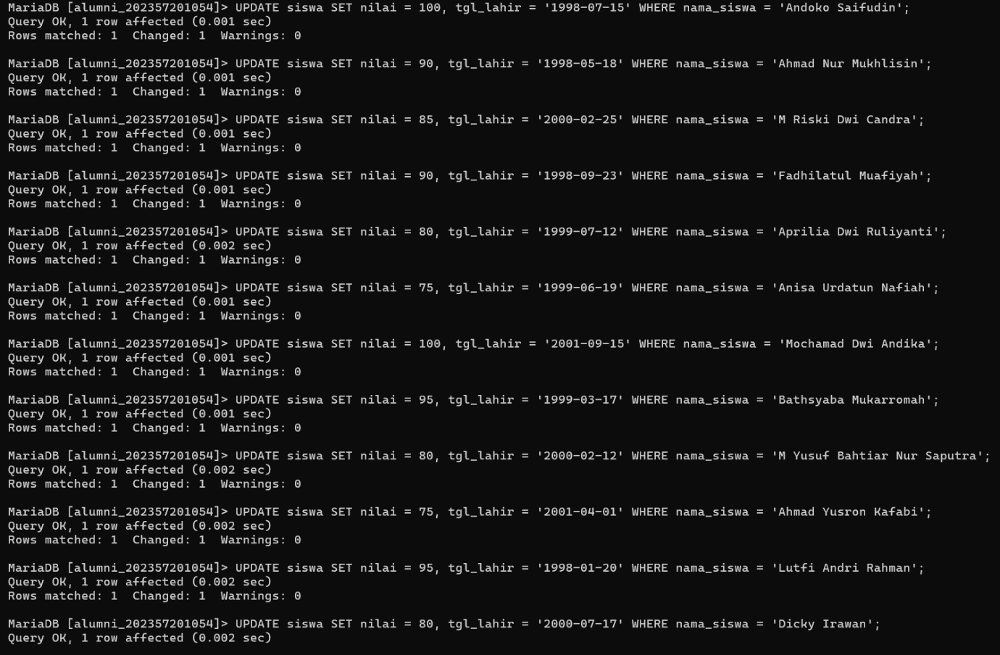 MariaDB [alumni_202357201054]> UPDATE siswa SET nilai = 100, tgl_lahir = '1998-07-15' WHERE nama_siswa = 'Andoko Saifudin';
Query OK, 1 row affected (0.001 sec)
Rows matched: 1  Changed: 1  Warnings: 0
MariaDB [alumni_202357201054]> UPDATE siswa SET nilai = 90, tgl_lahir = '1998-05-18' WHERE nama_siswa = 'Ahmad Nur Mukhlisin';
Query OK, 1 row affected (0.001 sec)
Rows matched: 1  Changed: 1  Warnings: 0
MariaDB [alumni_202357201054]> UPDATE siswa SET nilai = 85, tgl_lahir = '2000-02-25' WHERE nama_siswa = 'M Riski Dwi Candra';
Query OK, 1 row affected (0.001 sec)
Rows matched: 1  Changed: 1  Warnings: 0
MariaDB [alumni_202357201054]> UPDATE siswa SET nilai = 90, tgl_lahir = '1998-09-23' WHERE nama_siswa = 'Fadhilatul Muafiyah';
Query OK, 1 row affected (0.001 sec)
Rows matched: 1  Changed: 1  Warnings: 0
MariaDB [alumni_202357201054]> UPDATE siswa SET nilai = 80, tgl_lahir = '1999-07-12' WHERE nama_siswa = 'Aprilia Dwi Ruliyanti';
Query OK, 1 row affected (0.002 sec)
Rows matched: 1  Changed: 1  Warnings: 0
MariaDB [alumni_202357201054]> UPDATE siswa SET nilai = 75, tgl_lahir = '1999-06-19' WHERE nama_siswa = 'Anisa Urdatun Nafiah';
Query OK, 1 row affected (0.001 sec)
Rows matched: 1  Changed: 1  Warnings: 0
MariaDB [alumni_202357201054]> UPDATE siswa SET nilai = 100, tgl_lahir = '2001-09-15' WHERE nama_siswa = 'Mochamad Dwi Andika';
Query OK, 1 row affected (0.001 sec)
Rows matched: 1  Changed: 1  Warnings: 0
MariaDB [alumni_202357201054]> UPDATE siswa SET nilai = 95, tgl_lahir = '1999-03-17' WHERE nama_siswa = 'Bathsyaba Mukarromah';
Query OK, 1 row affected (0.001 sec)
Rows matched: 1  Changed: 1  Warnings: 0
MariaDB [alumni_202357201054]> UPDATE siswa SET nilai = 80, tgl_lahir = '2000-02-12' WHERE nama_siswa = 'M Yusuf Bahtiar Nur Saputra';
Query OK, 1 row affected (0.002 sec)
Rows matched: 1  Changed: 1  Warnings: 0
MariaDB [alumni_202357201054]> UPDATE siswa SET nilai = 75, tgl_lahir = '2001-04-01' WHERE nama_siswa = 'Ahmad Yusron Kafabi';
Query OK, 1 row affected (0.002 sec)
Rows matched: 1  Changed: 1  Warnings: 0
MariaDB [alumni_202357201054]> UPDATE siswa SET nilai = 95, tgl_lahir = '1998-01-20' WHERE nama_siswa = 'Lutfi Andri Rahman';
Query OK, 1 row affected (0.002 sec)
Rows matched: 1  Changed: 1  Warnings: 0
MariaDB [alumni_202357201054]> UPDATE siswa SET nilai = 80, tgl_lahir = '2000-07-17' WHERE nama_siswa = 'Dicky Irawan';
Query OK, 1 row affected (0.002 sec)